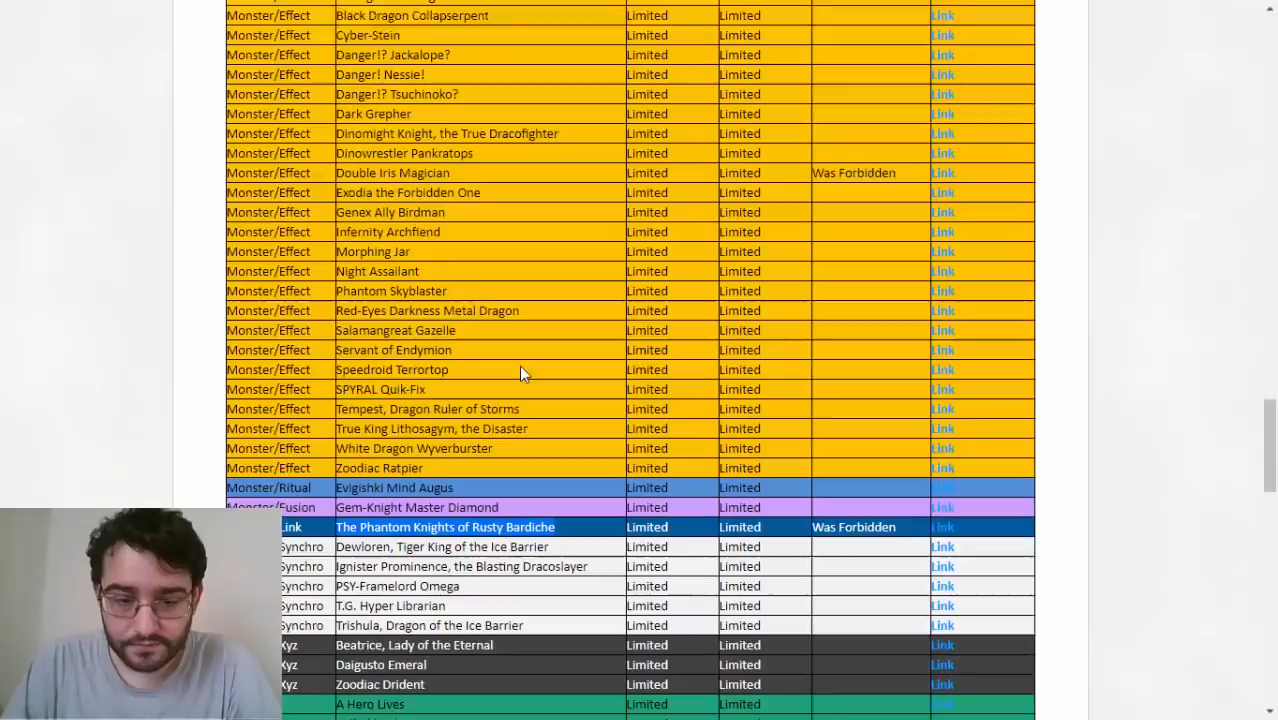 Monster/Effect Black Dragon Collapserpent Limited Limited Link
Monster/Effect Cyber-Stein Limited Limited Link
Monster/Effect Danger!? Jackalope? Limited Limited Link
Monster/Effect Danger! Nessie! Limited Limited Link
Monster/Effect Danger!? Tsuchinoko? Limited Limited Link
Monster/Effect Dark Grepher Limited Limited Link
Monster/Effect Dinomight Knight, the True Dracofighter Limited Limited Link
Monster/Effect Dinowrestler Pankratops Limited Limited Link
Monster/Effect Double Iris Magician Limited Limited Was Forbidden Link
Monster/Effect Exodia the Forbidden One Limited Limited Link
Monster/Effect Genex Ally Birdman Limited Limited Link
Monster/Effect Infernity Archfiend Limited Limited Link
Monster/Effect Morphing Jar Limited Limited Link
Monster/Effect Night Assailant Limited Limited Link
Monster/Effect Phantom Skyblaster Limited Limited Link
Monster/Effect Red-Eyes Darkness Metal Dragon Limited Limited Link
Monster/Effect Salamangreat Gazelle Limited Limited Link
Monster/Effect Servant of Endymion Limited Limited Link
Monster/Effect Speedroid Terrortop Limited Limited Link
Monster/Effect SPYRAL Quik-Fix Limited Limited Link
Monster/Effect Tempest, Dragon Ruler of Storms Limited Limited Link
Monster/Effect True King Lithosagym, the Disaster Limited Limited Link
Monster/Effect White Dragon Wyverburster Limited Limited Link
Monster/Effect Zoodiac Ratpier Limited Limited Link
Monster/Ritual Evigishki Mind Augus Limited Limited Link
Monster/Fusion Gem-Knight Master Diamond Limited Limited Link
Link The Phantom Knights of Rusty Bardiche Limited Limited Was Forbidden Link
Synchro Dewloren, Tiger King of the Ice Barrier Limited Limited Link
Synchro Ignister Prominence, the Blasting Dracoslayer Limited Limited Link
Synchro PSY-Framelord Omega Limited Limited Link
Synchro T.G. Hyper Librarian Limited Limited Link
Synchro Trishula, Dragon of the Ice Barrier Limited Limited Link
Xyz Beatrice, Lady of the Eternal Limited Limited Link
Xyz Daigusto Emeral Limited Limited Link
Xyz Zoodiac Drident Limited Limited Link
A Hero Lives Limited Limited Link